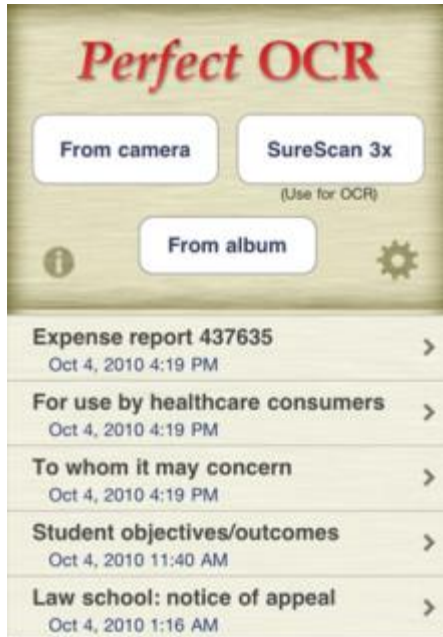 Perfect OCR
From camera
SureScan 3x
(Use for OCR)
From album
Expense report 437635
Oct 4, 2010 4:19 PM
For use by healthcare consumers
Oct 4, 2010 4:19 PM
To whom it may concern
Oct 4, 2010 4:19 PM
Student objectives/outcomes
Oct 4, 2010 11:40 AM
Law school: notice of appeal
Oct 4, 2010 1:16 AM